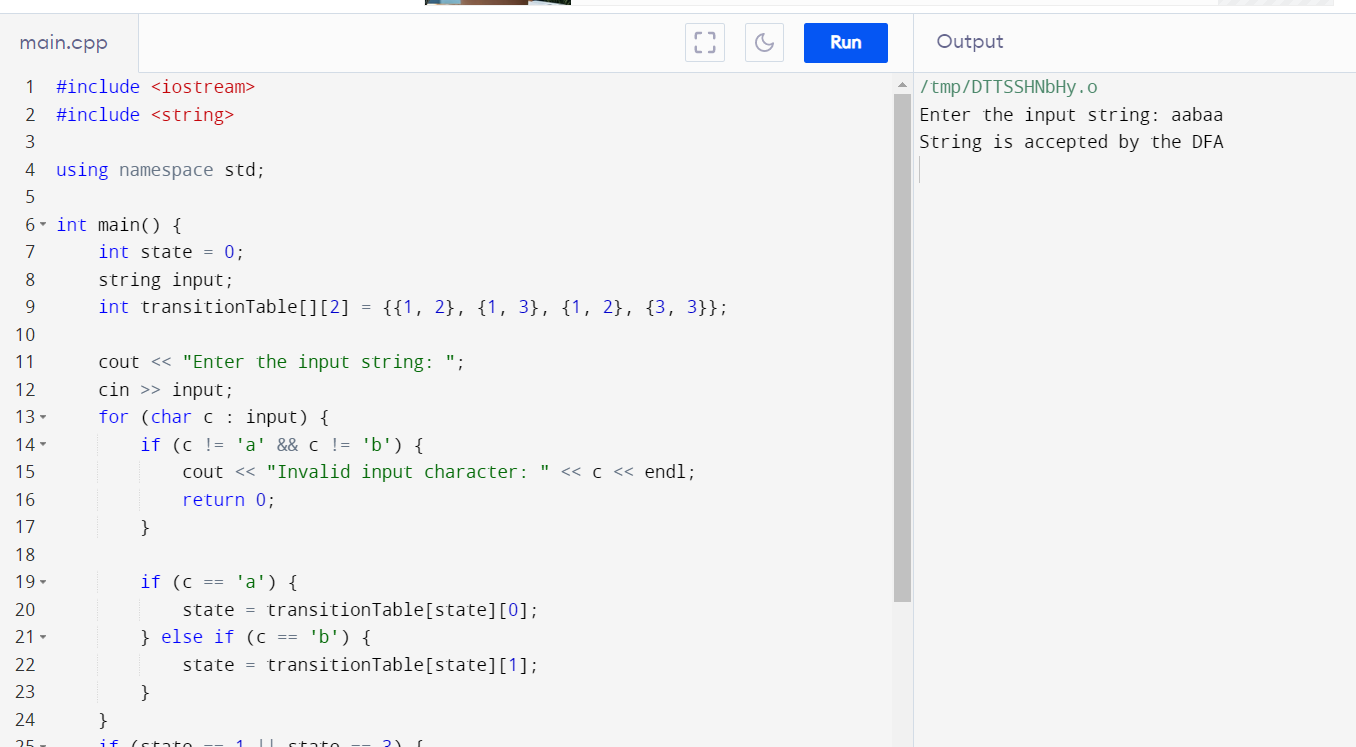 main.cpp
Run
Output
1 #include <iostream>
2 #include <string>
3
4 using namespace std;
5
6 int main() {
7     int state = 0;
8     string input;
9     int transitionTable[][2] = {{1, 2}, {1, 3}, {1, 2}, {3, 3}};
10
11     cout << "Enter the input string: ";
12     cin >> input;
13     for (char c : input) {
14         if (c != 'a' && c != 'b') {
15             cout << "Invalid input character: " << c << endl;
16             return 0;
17         }
18
19         if (c == 'a') {
20             state = transitionTable[state][0];
21         } else if (c == 'b') {
22             state = transitionTable[state][1];
23         }
24     }
25     if (state == 1 || state == 3) {
/tmp/DTTSSHNbHy.o
Enter the input string: aabaa
String is accepted by the DFA